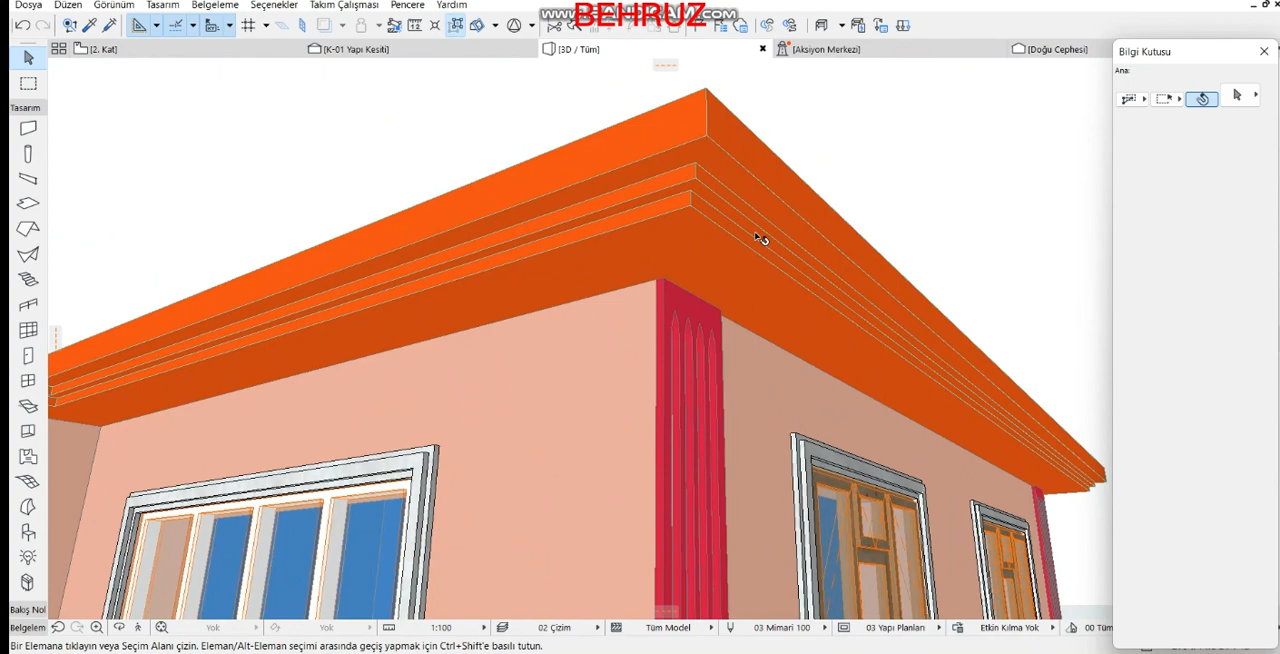 Dosya Düzen Görünüm Tasarım Belgeleme Seçenekler Takım Çalışması Pencere Yardım
BEHRUZ
[2. Kat] [K-01 Yapı Kesiti] [3D / Tüm] [Aksiyon Merkezi] [Doğu Cephesi]
Bilgi Kutusu
Ana:
Tasarım
Bakış Nol
Belgelem
Yok Yok 1:100 02 Çizim Tüm Model 03 Mimari 100 03 Yapı Planları Etkin Kılma Yok 00 Tüm
Bir Elemana tıklayın veya Seçim Alanı çizin. Eleman/Alt-Eleman seçimi arasında geçiş yapmak için Ctrl+Shift'e basılı tutun.